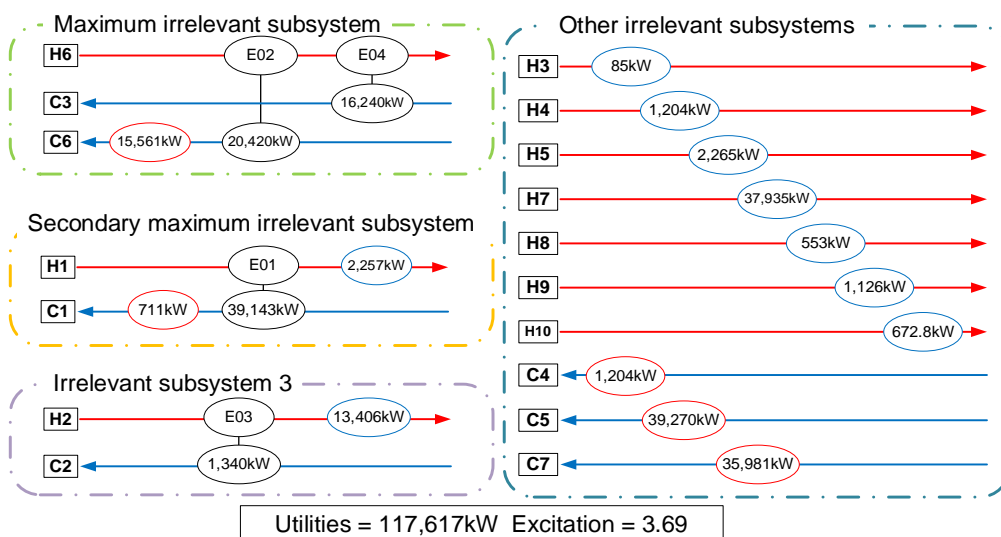 Maximum irrelevant subsystem
H6
E02
E04
C3
16,240kW
C6
15,561kW
20,420kW
Secondary maximum irrelevant subsystem
H1
E01
2,257kW
C1
711kW
39,143kW
Irrelevant subsystem 3
H2
E03
13,406kW
C2
1,340kW
Other irrelevant subsystems
H3
85kW
H4
1,204kW
H5
2,265kW
H7
37,935kW
H8
553kW
H9
1,126kW
H10
672.8kW
C4
1,204kW
C5
39,270kW
C7
35,981kW
Utilities = 117,617kW Excitation = 3.69